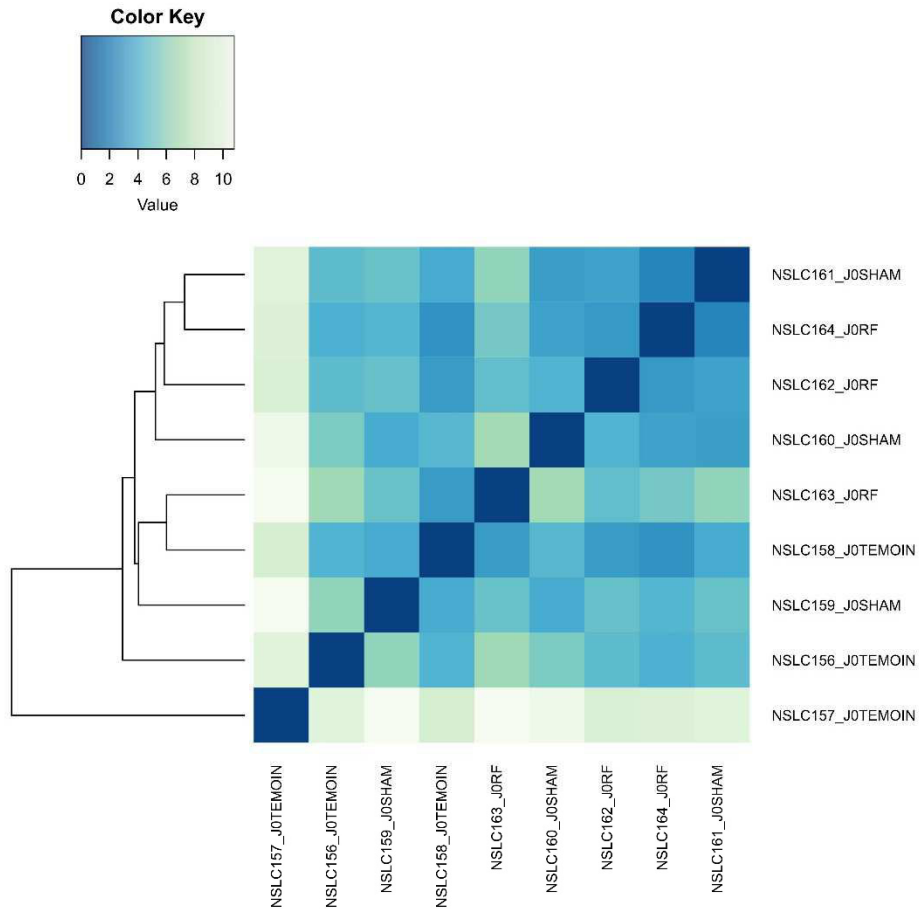 Color Key
0 2 4 6 8 10
Value
NSLC161_J0SHAM
NSLC164_J0RF
NSLC162_J0RF
NSLC160_J0SHAM
NSLC163_J0RF
NSLC158_J0TEMOIN
NSLC159_J0SHAM
NSLC156_J0TEMOIN
NSLC157_J0TEMOIN
NSLC157_J0TEMOIN
NSLC156_J0TEMOIN
NSLC159_J0SHAM
NSLC158_J0TEMOIN
NSLC163_J0RF
NSLC160_J0SHAM
NSLC162_J0RF
NSLC164_J0RF
NSLC161_J0SHAM